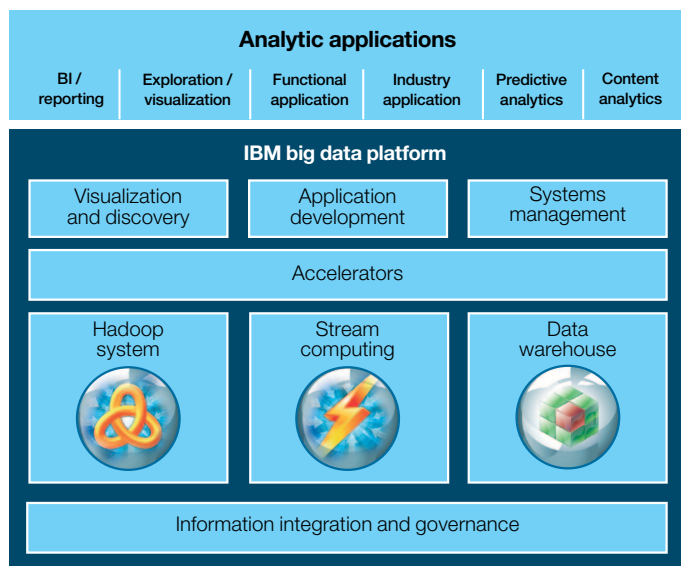 Analytic applications
BI /
reporting
Exploration /
visualization
Functional
application
Industry
application
Predictive
analytics
Content
analytics
IBM big data platform
Visualization
and discovery
Application
development
Systems
management
Accelerators
Hadoop
system
Stream
computing
Data
warehouse
Information integration and governance